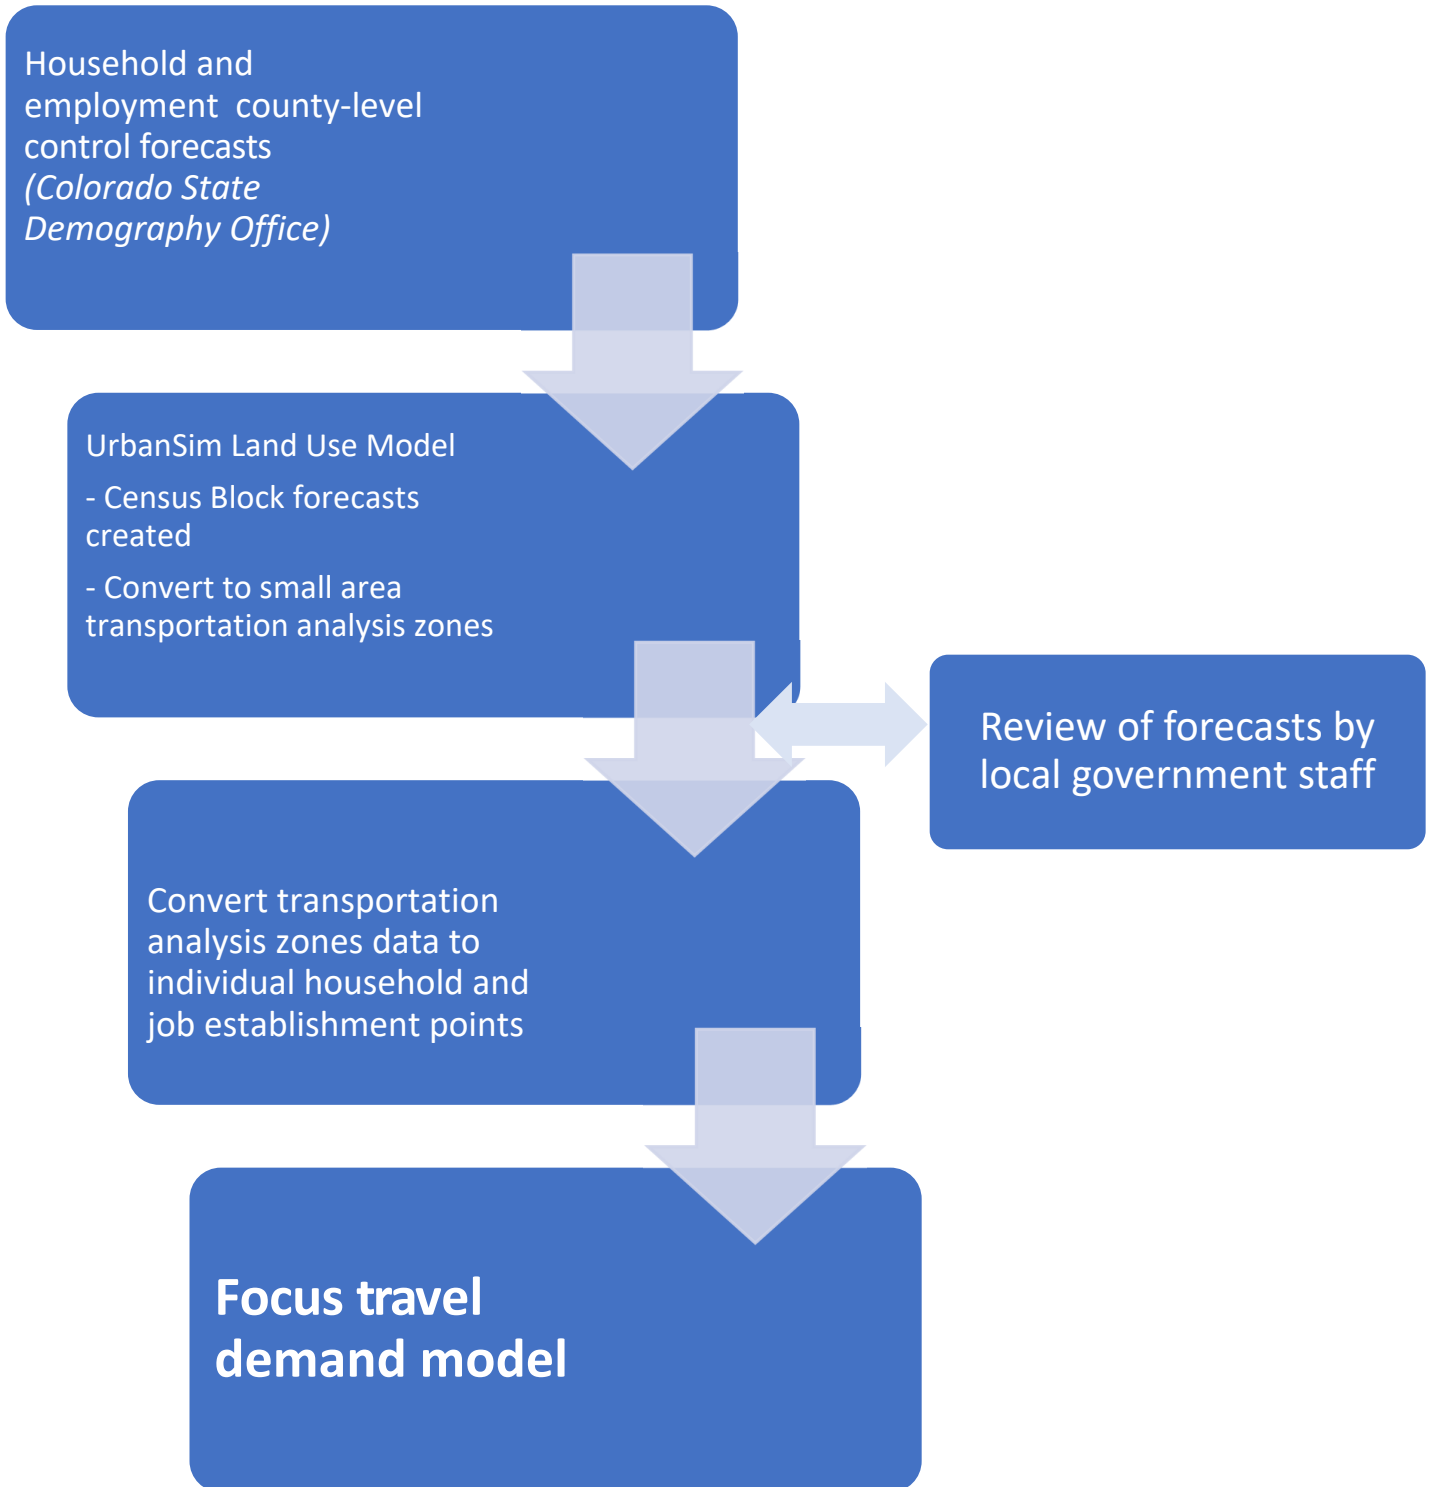 Household and
employment  county-level
control forecasts
(Colorado State
Demography Office)
UrbanSim Land Use Model
- Census Block forecasts
created
- Convert to small area
transportation analysis zones
Review of forecasts by
local government staff
Convert transportation
analysis zones data to
individual household and
job establishment points
Focus travel
demand model